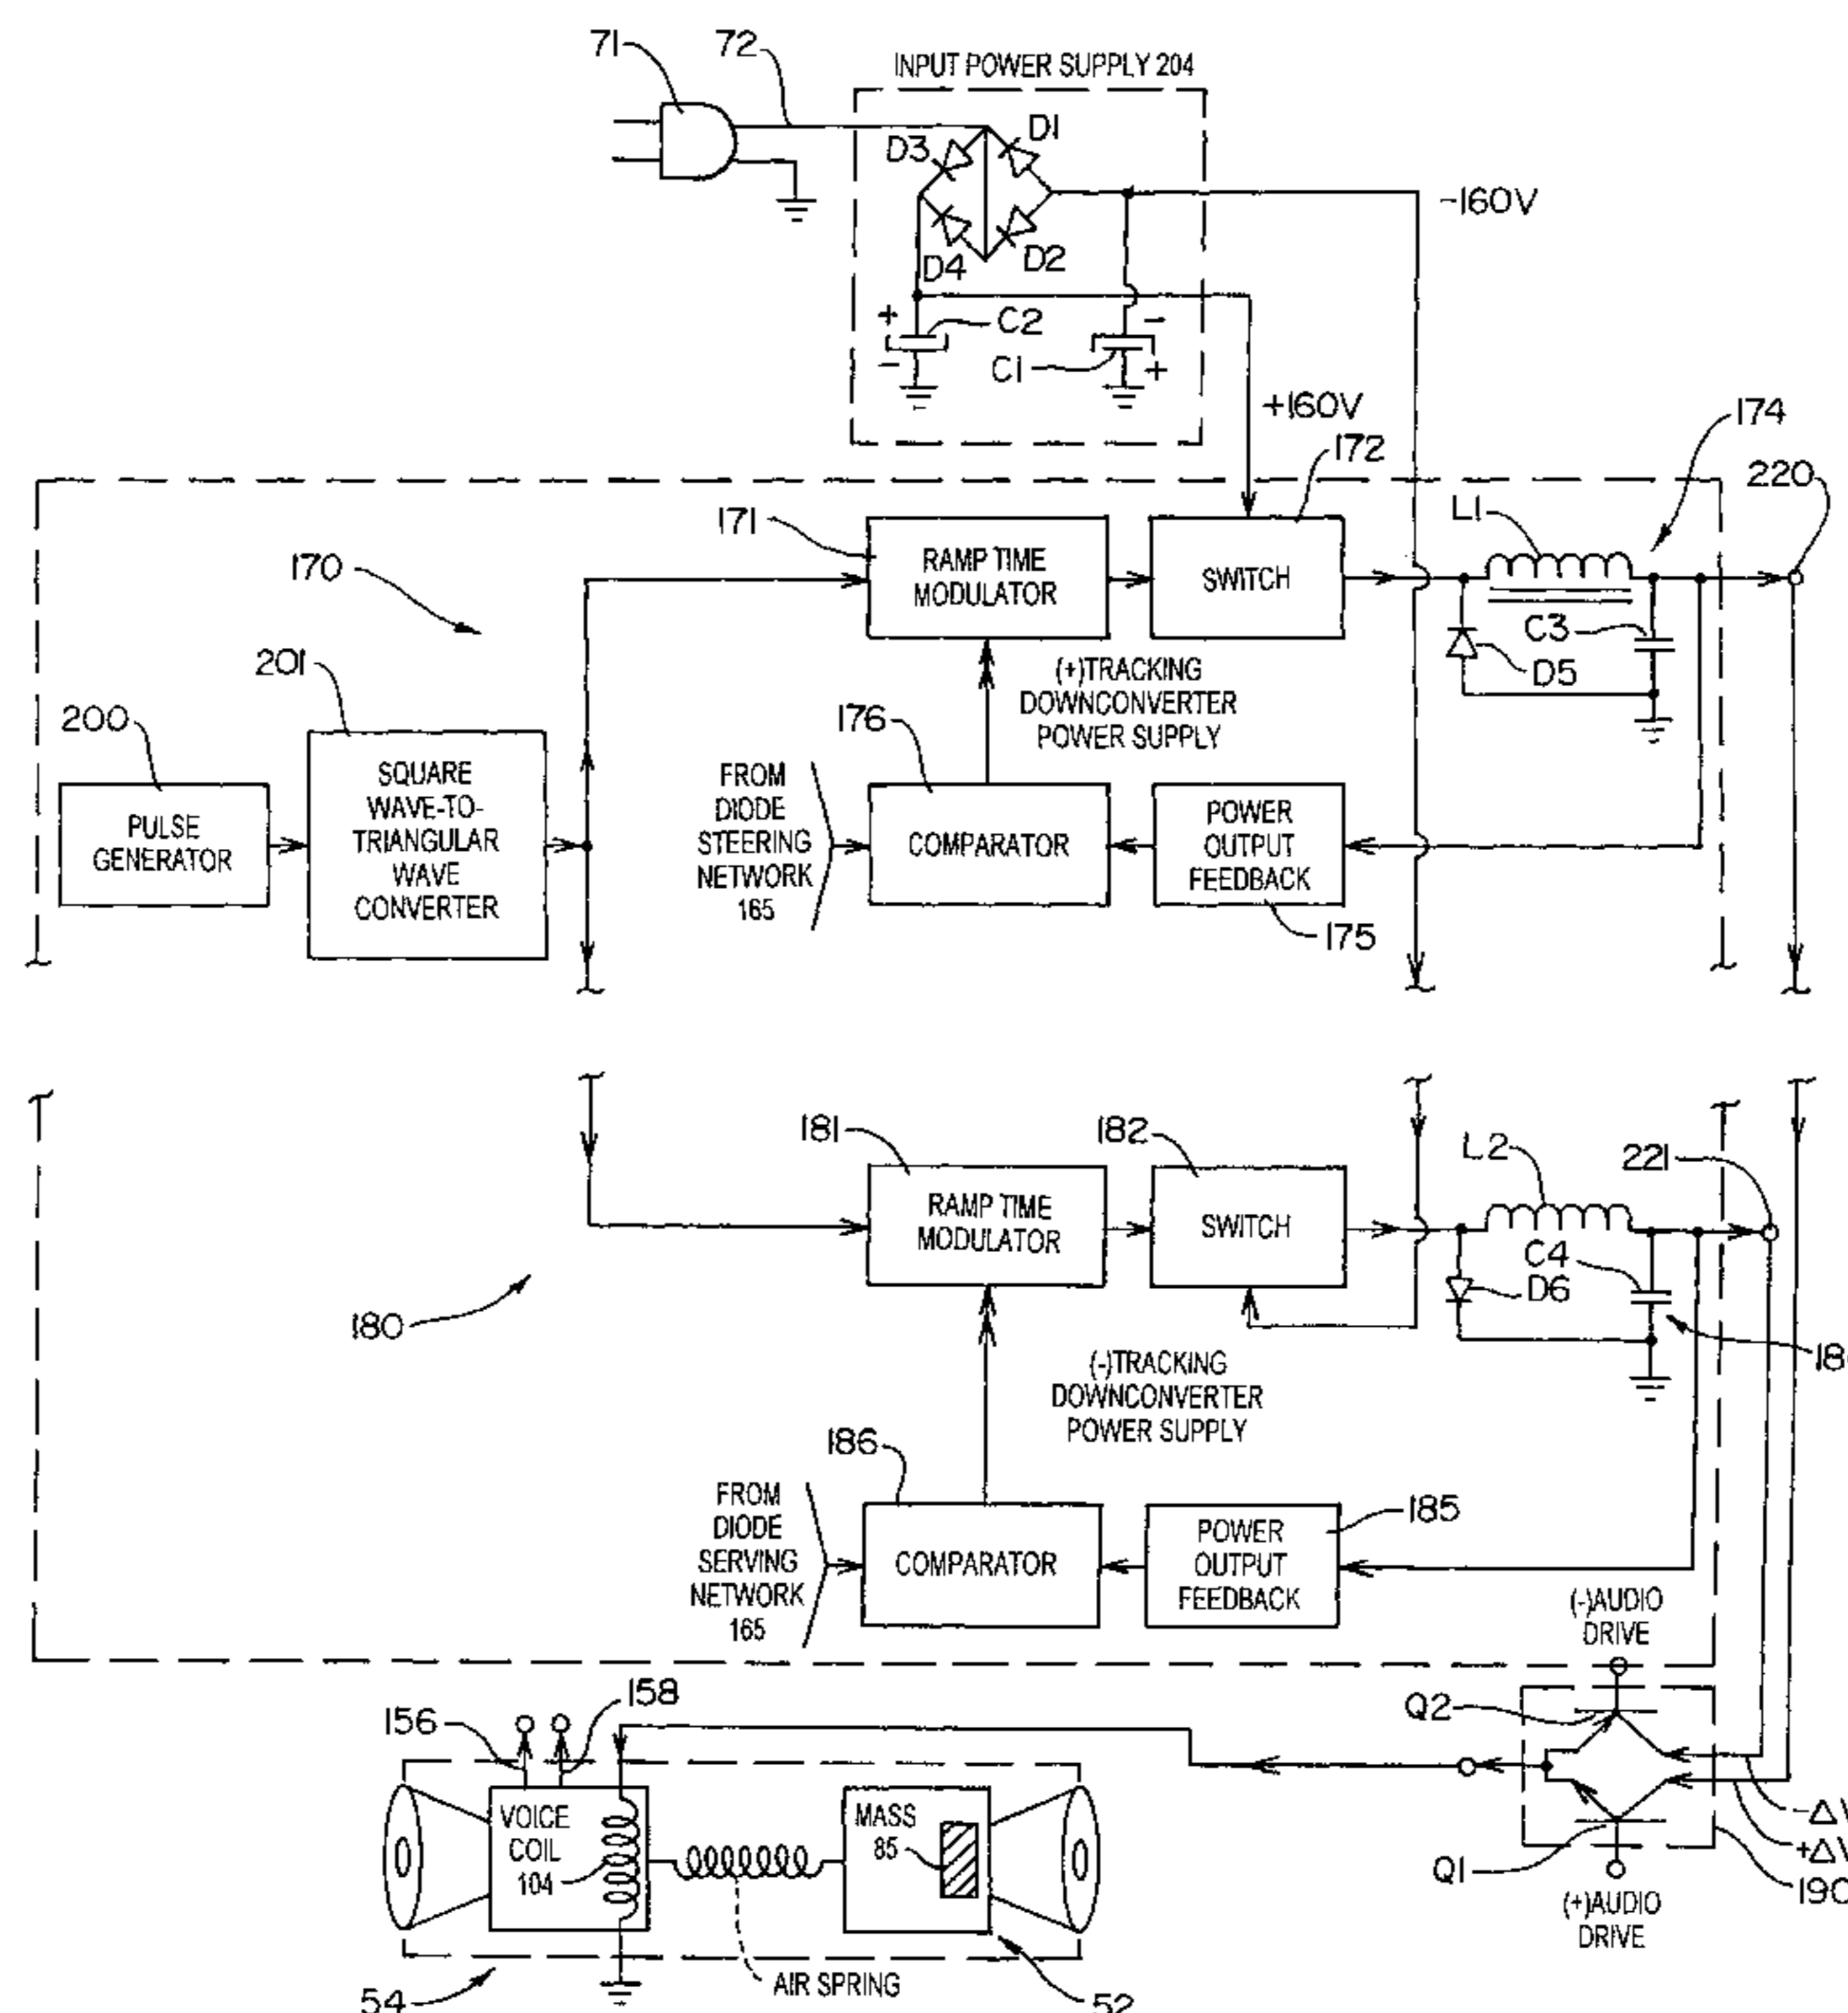 71
72
INPUT POWER SUPPLY 204
D3
D1
-160V
D4
D2
+
C2
-
-
C1
+
+160V
174
172
220
171
L1
170
RAMP TIME
MODULATOR
SWITCH
C3
D5
201
(+)TRACKING
DOWNCONVERTER
POWER SUPPLY
200
176
SQUARE
WAVE-TO-
TRIANGULAR
WAVE
CONVERTER
PULSE
GENERATOR
FROM
DIODE
STEERING
NETWORK
165
COMPARATOR
POWER
OUTPUT
FEEDBACK
175
181
182
L2
221
RAMP TIME
MODULATOR
SWITCH
C4
D6
180
18
(-)TRACKING
DOWNCONVERTER
POWER SUPPLY
186
FROM
DIODE
SERVING
NETWORK
165
COMPARATOR
POWER
OUTPUT
FEEDBACK
185
(-)AUDIO
DRIVE
156
158
Q2
VOICE
COIL
104
MASS
85
-ΔV
+ΔV
Q1
190
(+)AUDIO
DRIVE
AIR SPRING
54
52